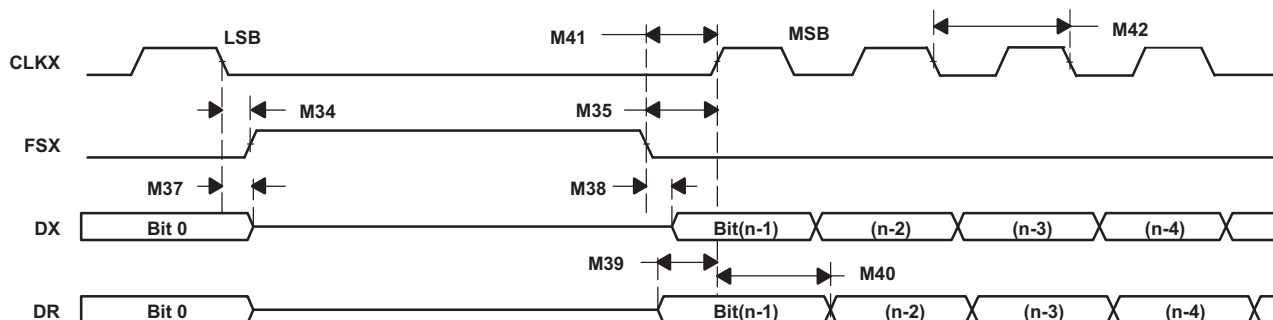 LSB M41 MSB M42
CLKX
M34 M35
FSX
M37 M38
DX Bit 0 Bit(n-1) (n-2) (n-3) (n-4)
M39 M40
DR Bit 0 Bit(n-1) (n-2) (n-3) (n-4)